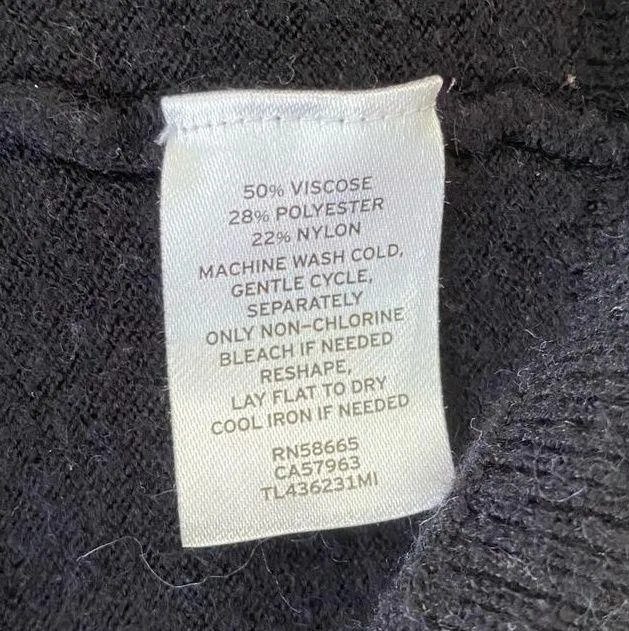 50% VISCOSE
28% POLYESTER
22% NYLON
MACHINE WASH COLD,
GENTLE CYCLE,
SEPARATELY
ONLY NON-CHLORINE
BLEACH IF NEEDED
RESHAPE,
LAY FLAT TO DRY
COOL IRON IF NEEDED
RN58665
CA57963
TL436231MI